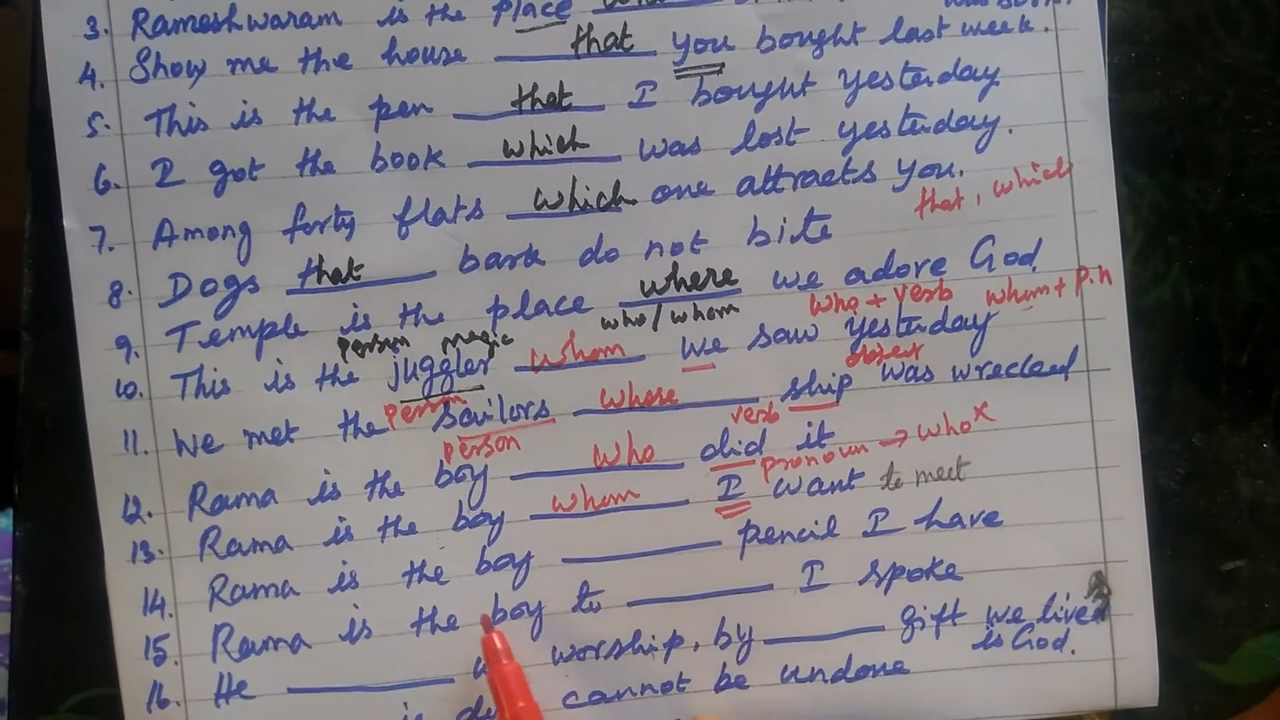 3. Rameshwaram is the place
4. Show me the house that you bought last week.
5. This is the pen that I bought yesterday
6. I got the book which was lost yesterday.
7. Among forty flats which one attracts you.
that, which
8. Dogs that bark do not bite
9. Temple is the place where we adore God
person magic who/whom who + verb whom + p.n
10. This is the juggler whom we saw yesterday
person object
11. We met the sailors whose ship was wrecked
person verb
12. Rama is the boy who did it
pronoun → who x
13. Rama is the boy whom I want to meet
14. Rama is the boy pencil I have
15. Rama is the boy to I spoke
16. He worship, by gift we lived
is God.
is cannot be undone